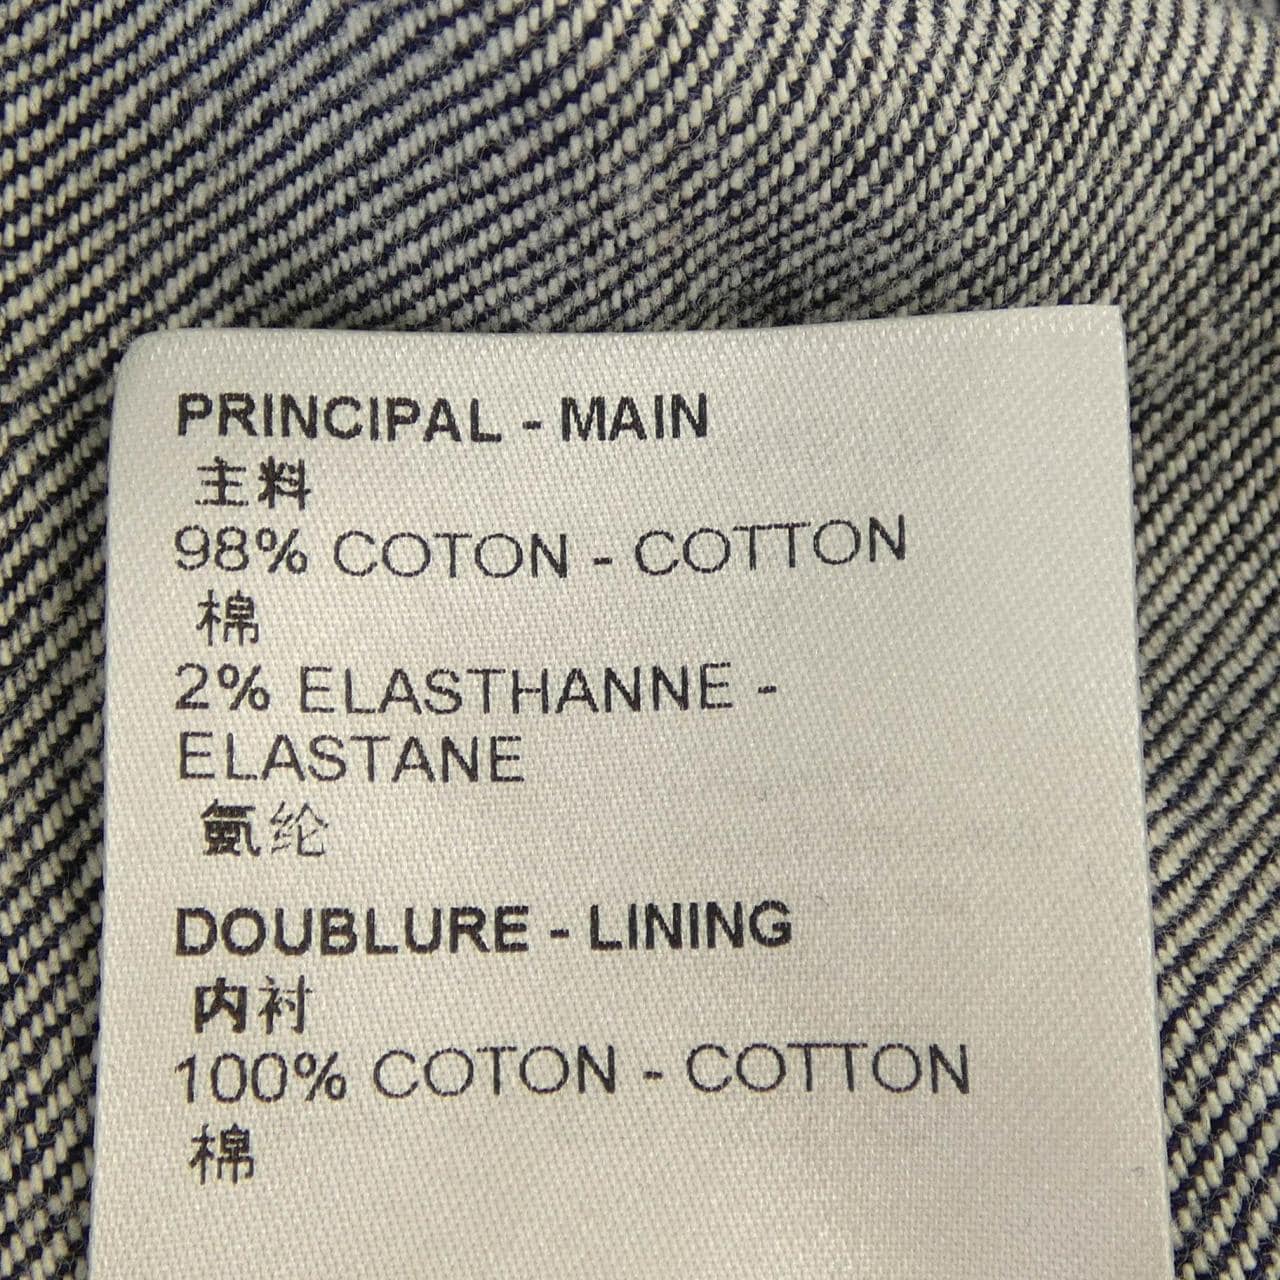 PRINCIPAL - MAIN
主料
98% COTON - COTTON
棉
2% ELASTHANNE -
ELASTANE
氨纶
DOUBLURE - LINING
内衬
100% COTON - COTTON
棉